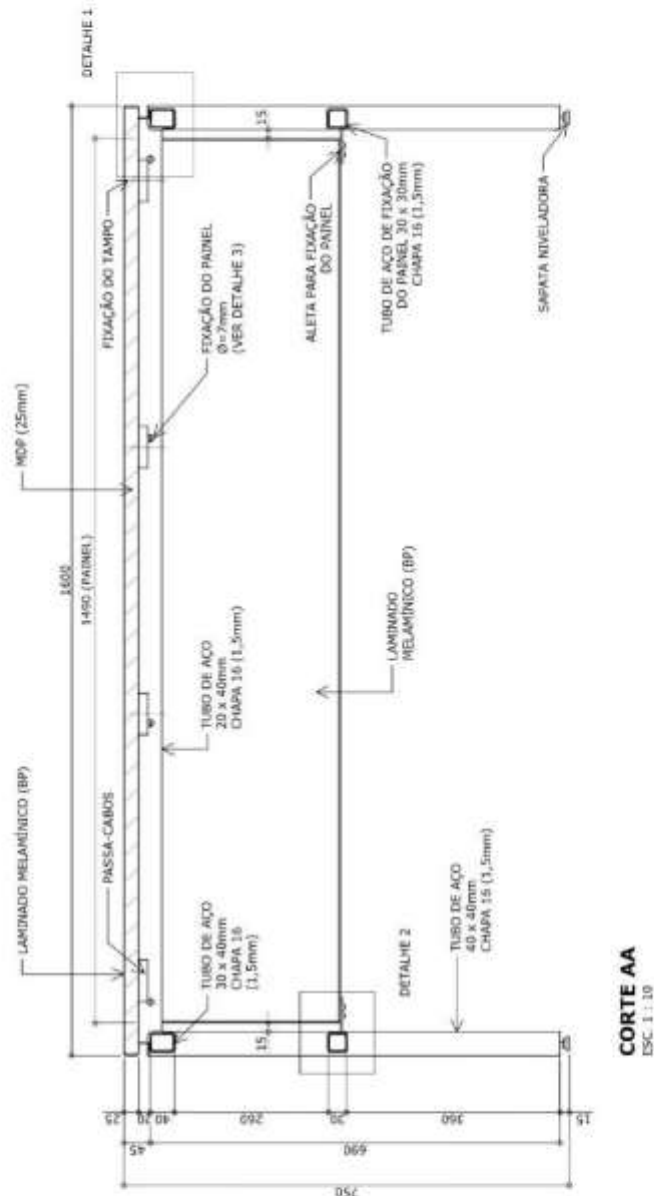 DETALHE 1
1600
1490 (PAINEL)
LAMINADO MELAMÍNICO (BP)
MDP (25mm)
PASSA-CABOS
FIXAÇÃO DO TAMPO
TUBO DE AÇO
30 x 40mm
CHAPA 16
(1,5mm)
TUBO DE AÇO
20 x 40mm
CHAPA 16 (1,5mm)
FIXAÇÃO DO PAINEL
Ø=7mm
(VER DETALHE 3)
15
15
ALETA PARA FIXAÇÃO
DO PAINEL
TUBO DE AÇO DE FIXAÇÃO
DO PAINEL 30 x 30mm
CHAPA 16 (1,5mm)
LAMINADO
MELAMÍNICO (BP)
DETALHE 2
TUBO DE AÇO
40 x 40mm
CHAPA 16 (1,5mm)
SAPATA NIVELADORA
25
20
40
260
30
360
15
45
690
750
CORTE AA
ESC. 1 : 10